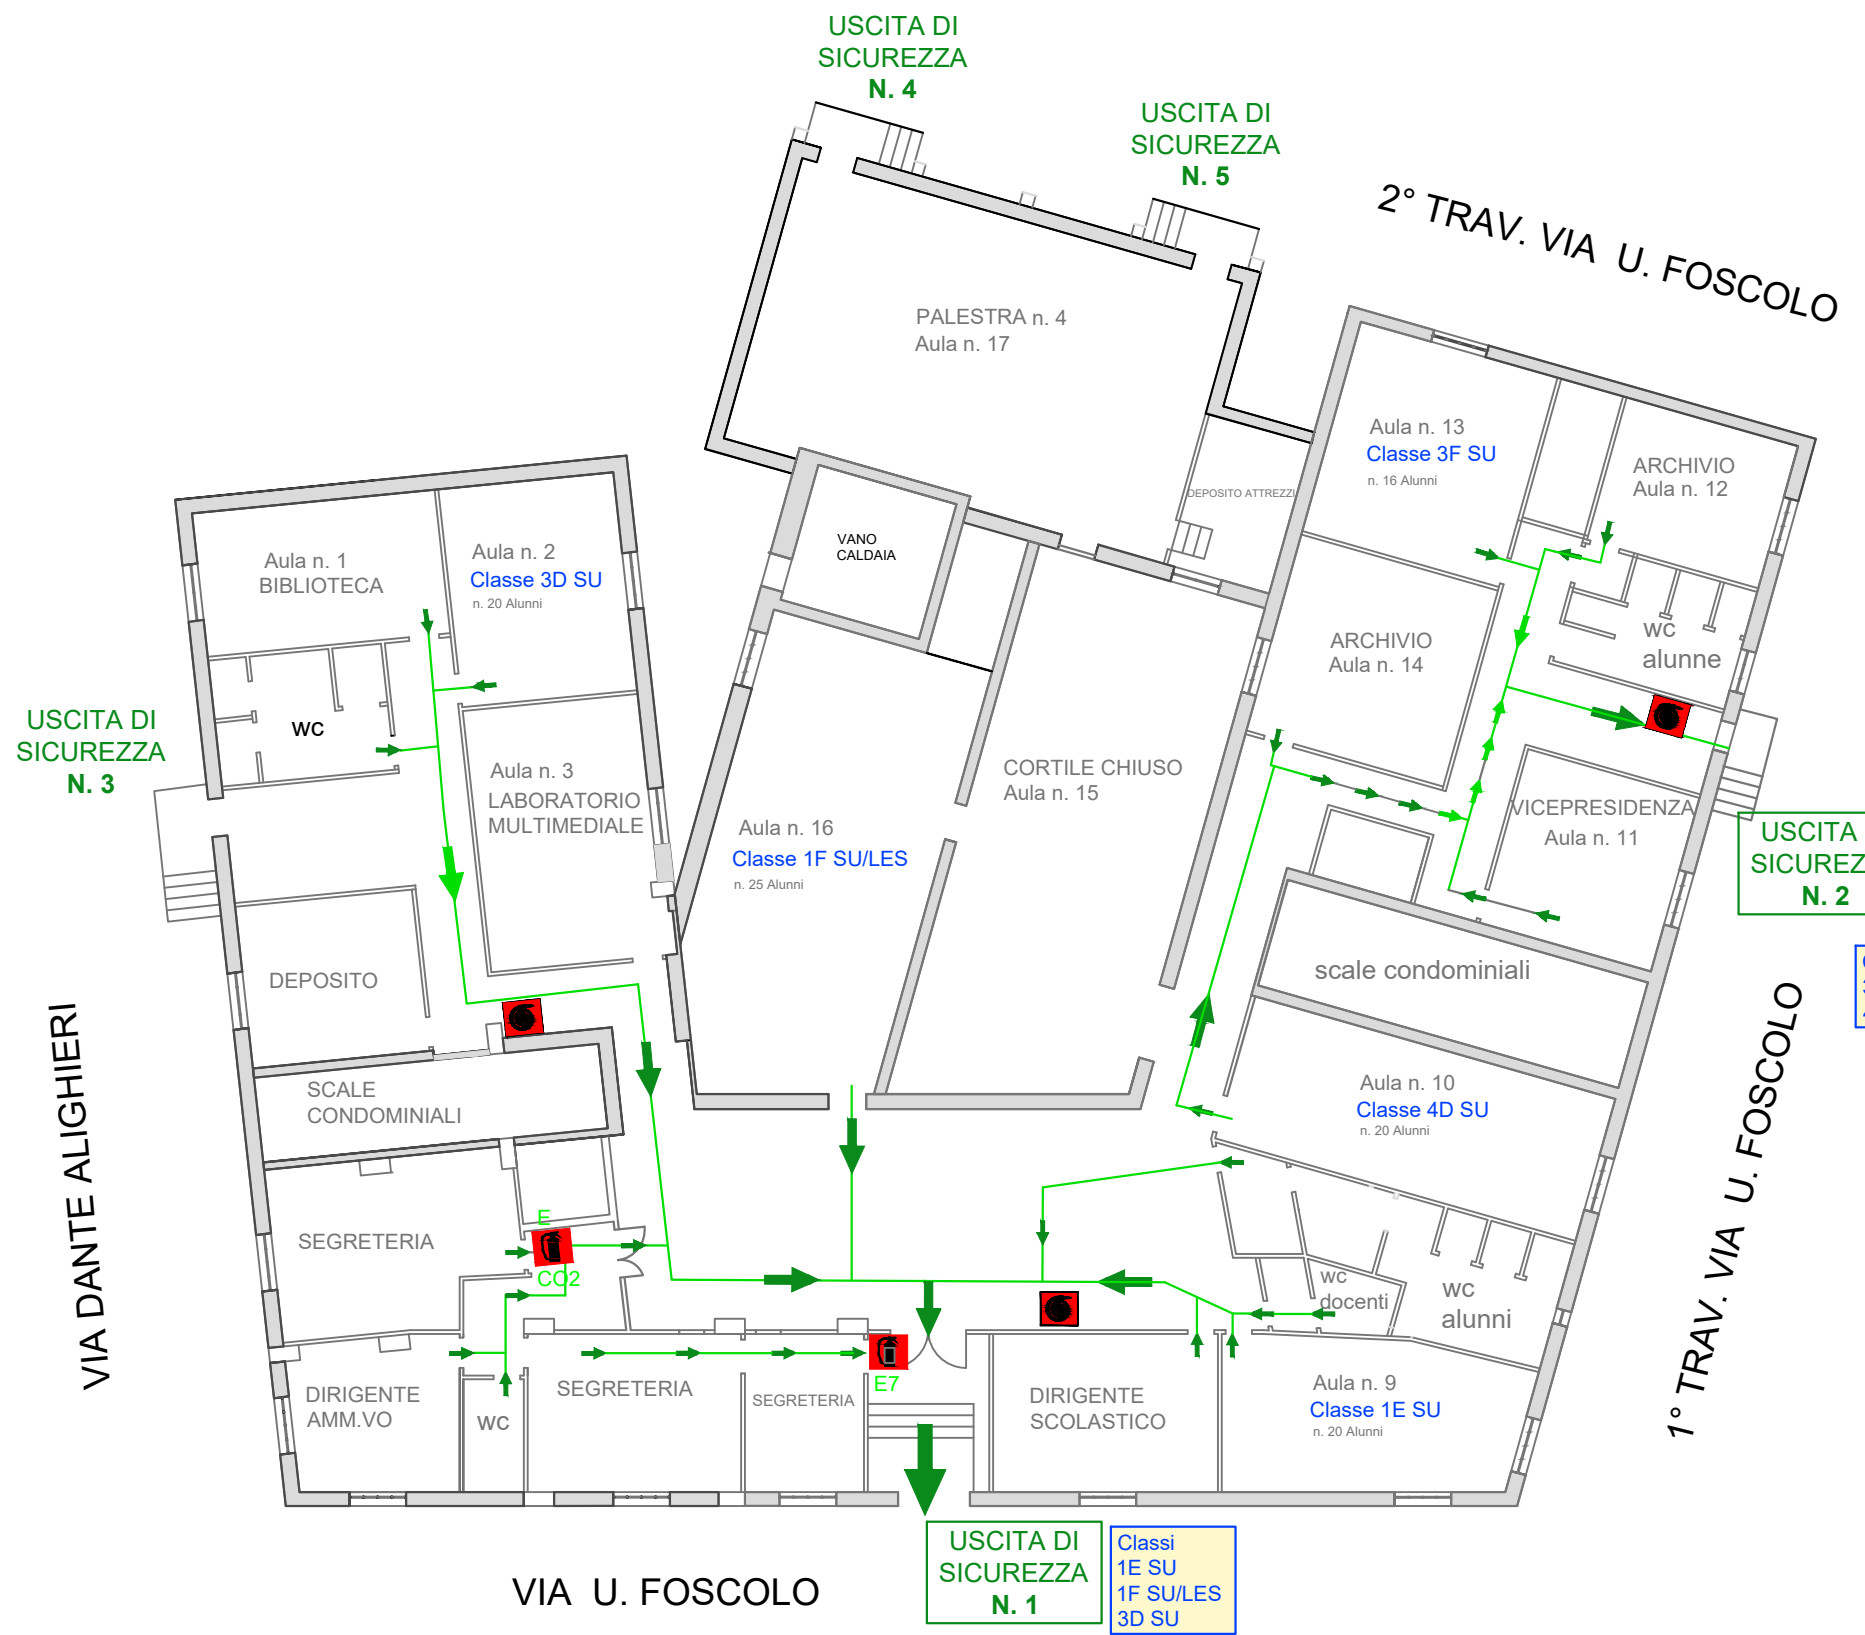 USCITA DI
SICUREZZA
N. 4
USCITA DI
SICUREZZA
N. 5
2° TRAV. VIA U. FOSCOLO
PALESTRA n. 4
Aula n. 17
Aula n. 13
Classe 3F SU
n. 16 Alunni
ARCHIVIO
Aula n. 12
DEPOSITO ATTREZZI
VANO
CALDAIA
Aula n. 1
BIBLIOTECA
Aula n. 2
Classe 3D SU
n. 20 Alunni
ARCHIVIO
Aula n. 14
wc
alunne
USCITA DI
SICUREZZA
N. 3
wc
Aula n. 3
LABORATORIO
MULTIMEDIALE
CORTILE CHIUSO
Aula n. 15
VICEPRESIDENZA
Aula n. 11
Aula n. 16
Classe 1F SU/LES
n. 25 Alunni
USCITA
SICUREZ
N. 2
DEPOSITO
scale condominiali
VIA DANTE ALIGHIERI
SCALE
CONDOMINIALI
Aula n. 10
Classe 4D SU
n. 20 Alunni
1° TRAV. VIA U. FOSCOLO
SEGRETERIA
E
CO2
wc
docenti
wc
alunni
DIRIGENTE
AMM.VO
wc
SEGRETERIA
SEGRETERIA
E7
DIRIGENTE
SCOLASTICO
Aula n. 9
Classe 1E SU
n. 20 Alunni
VIA U. FOSCOLO
USCITA DI
SICUREZZA
N. 1
Classi
1E SU
1F SU/LES
3D SU